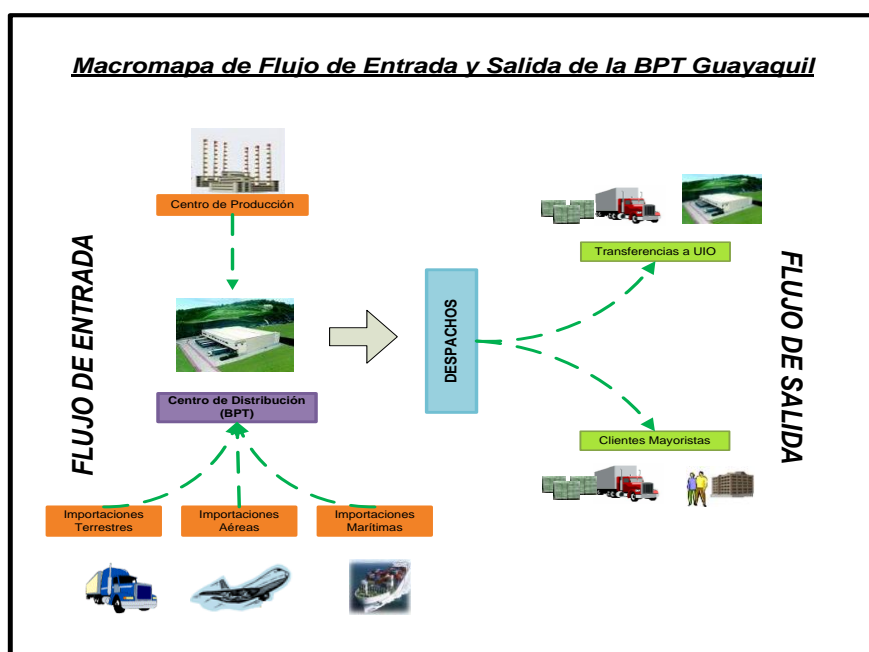 Macromapa de Flujo de Entrada y Salida de la BPT Guayaquil
Centro de Producción
FLUJO DE ENTRADA
Centro de Distribución
(BPT)
Importaciones
Terrestres
Importaciones
Aéreas
Importaciones
Marítimas
DESPACHOS
Transferencias a UIO
Clientes Mayoristas
FLUJO DE SALIDA